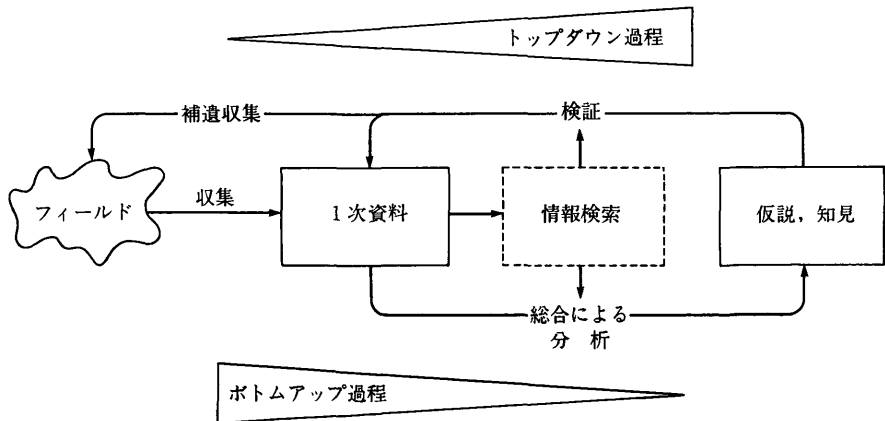 トップダウン過程
補遺収集
検証
フィールド
収集
1次資料
情報検索
仮説，知見
総合による
分 析
ボトムアップ過程